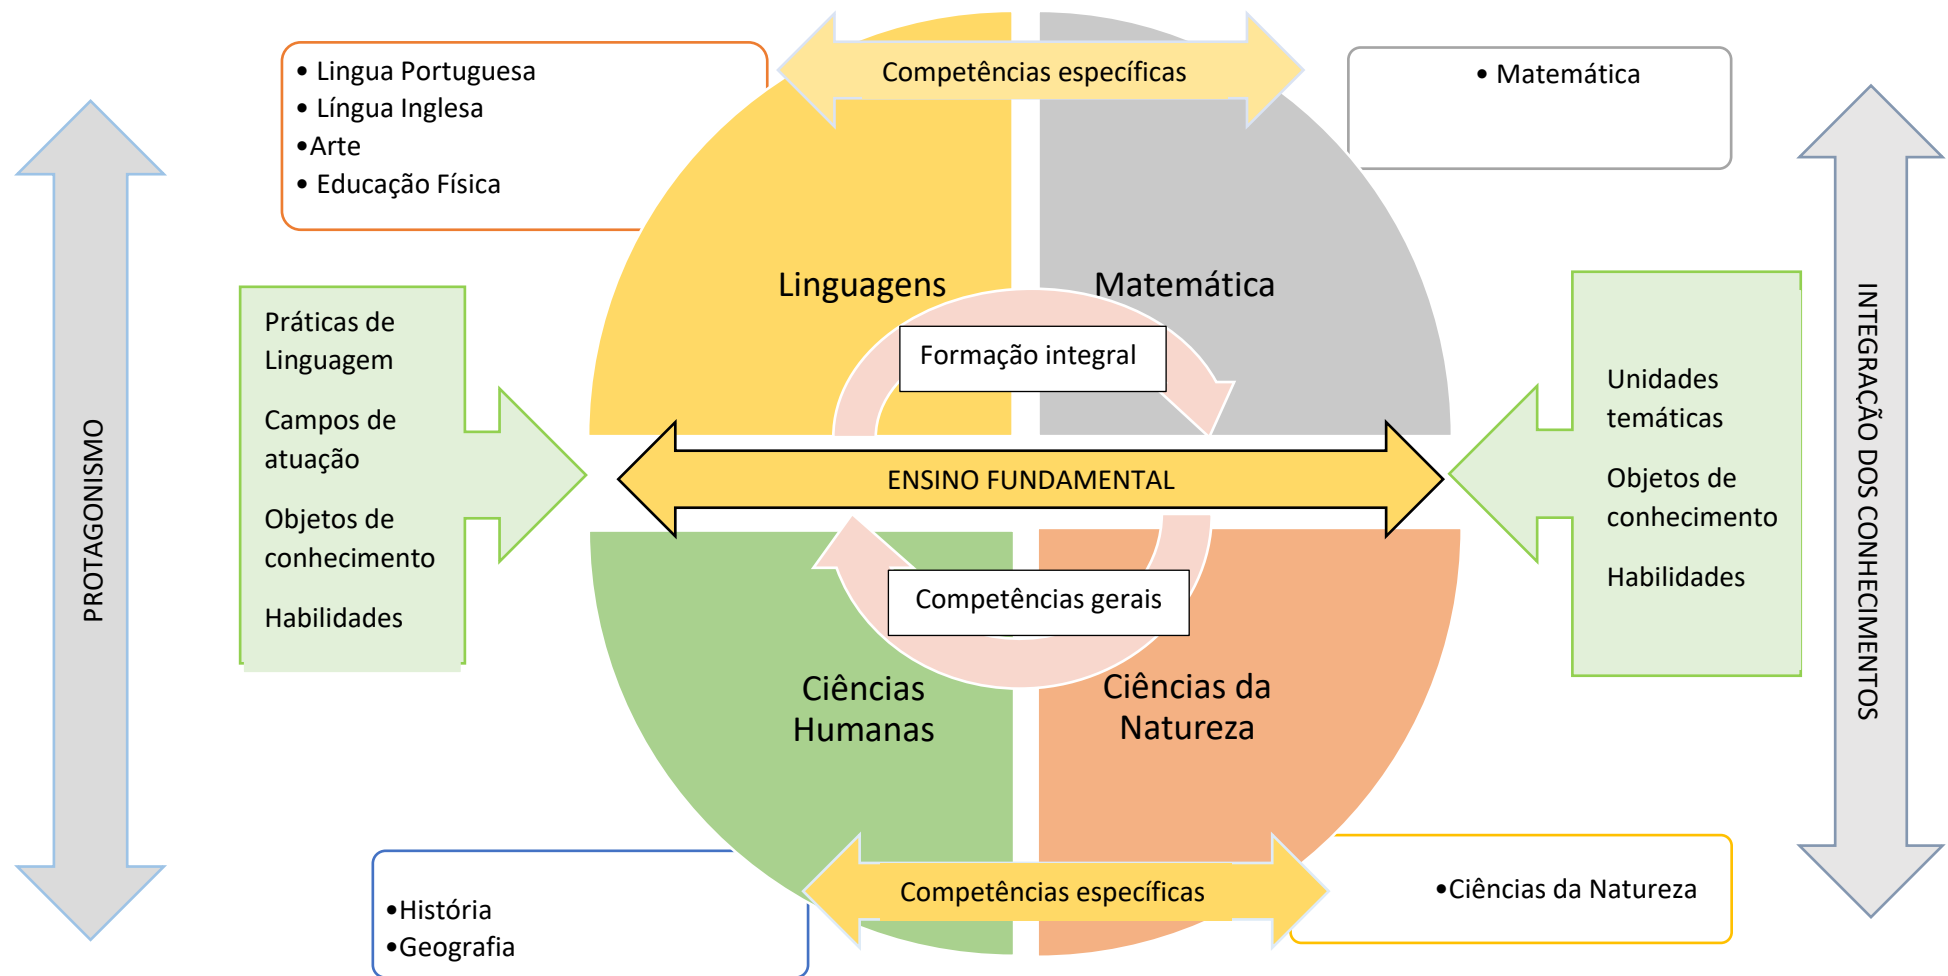 Competências específicas
• Lingua Portuguesa
• Língua Inglesa
•Arte
• Educação Física
• Matemática
Linguagens
Matemática
Formação integral
PROTAGONISMO
Práticas de
Linguagem
Campos de
atuação
Objetos de
conhecimento
Habilidades
ENSINO FUNDAMENTAL
Unidades
temáticas
Objetos de
conhecimento
Habilidades
INTEGRAÇÃO DOS CONHECIMENTOS
Competências gerais
Ciências
Humanas
Ciências da
Natureza
•História
•Geografia
Competências específicas
•Ciências da Natureza